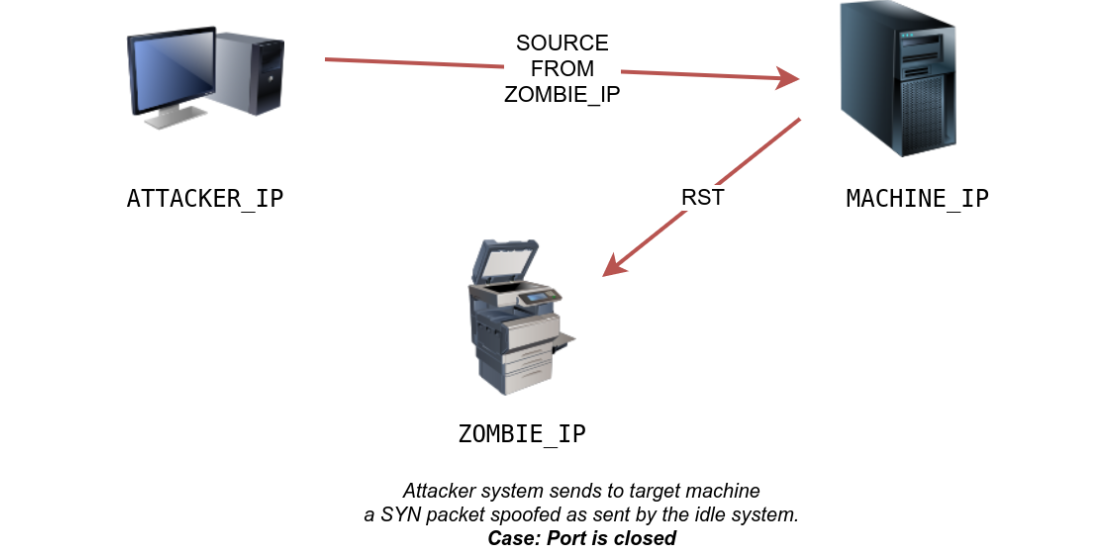 SOURCE
FROM
ZOMBIE_IP
ATTACKER_IP
RST
MACHINE_IP
ZOMBIE_IP
Attacker system sends to target machine
a SYN packet spoofed as sent by the idle system.
Case: Port is closed